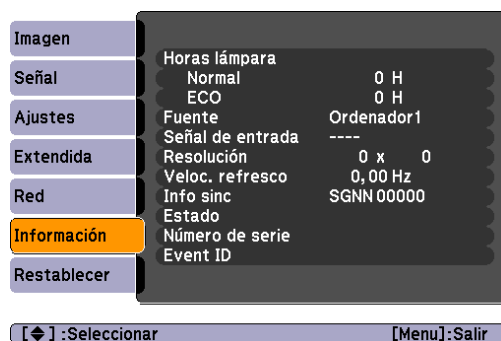 Imagen
Señal
Ajustes
Extendida
Red
Información
Restablecer
Horas lámpara
Normal 0 H
ECO 0 H
Fuente Ordenador1
Señal de entrada ----
Resolución 0 x 0
Veloc. refresco 0,00 Hz
Info sinc SGNN 00000
Estado
Número de serie
Event ID
[◆] :Seleccionar [Menu]:Salir